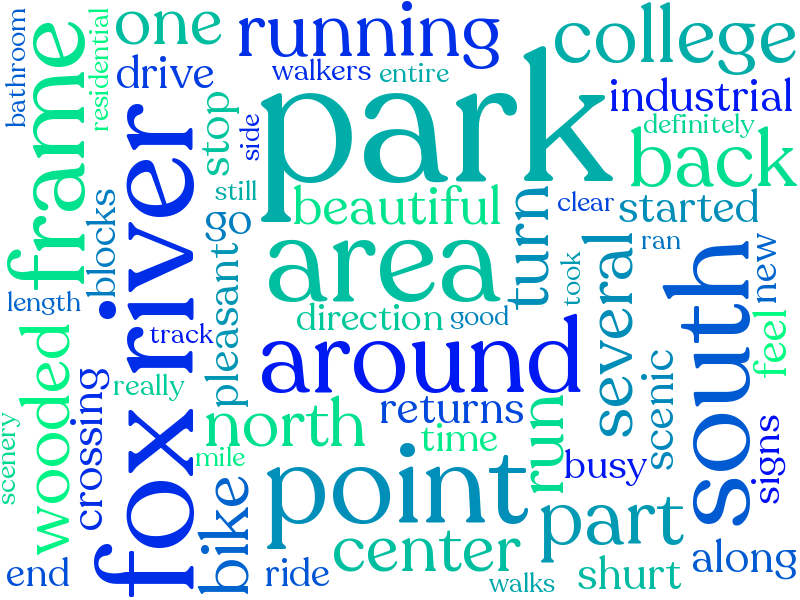 bathroom
frame
residential
one
drive
running
walkers
entire
college
park
industrial
definitely
back
stop
side
still
fox river
blocks
go
beautiful
turn
clear
started
ran
area
pleasant
several
south
new
took
length
direction
good
track
around
wooded
really
feel
crossing
scenic
returns
north
time
run
scenery
mile
busy
signs
point
bike
part
center
along
end
ride
walks
shurt